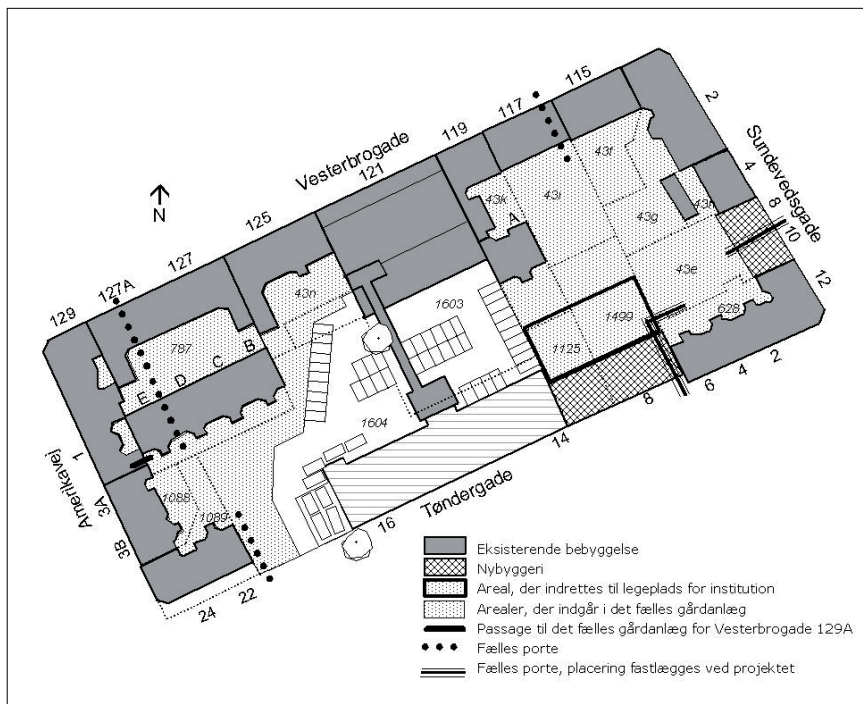 115
117
119
Vesterbrogade
121
125
127
127A
129
2
Sundevedsgade
4
8
10
12
N
43f
43k
43i
43h
43g
A
43e
43n
1603
1499
628
787
B
C
D
E
1125
2
4
6
8
1604
14
1
Amerikavej
3A
3B
1088
1089
16
Tøndergade
22
24
Eksisterende bebyggelse
Nybyggeri
Areal, der indrettes til legeplads for institution
Arealer, der indgår i det fælles gårdanlæg
Passage til det fælles gårdanlæg for Vesterbrogade 129A
Fælles porte
Fælles porte, placering fastlægges ved projektet